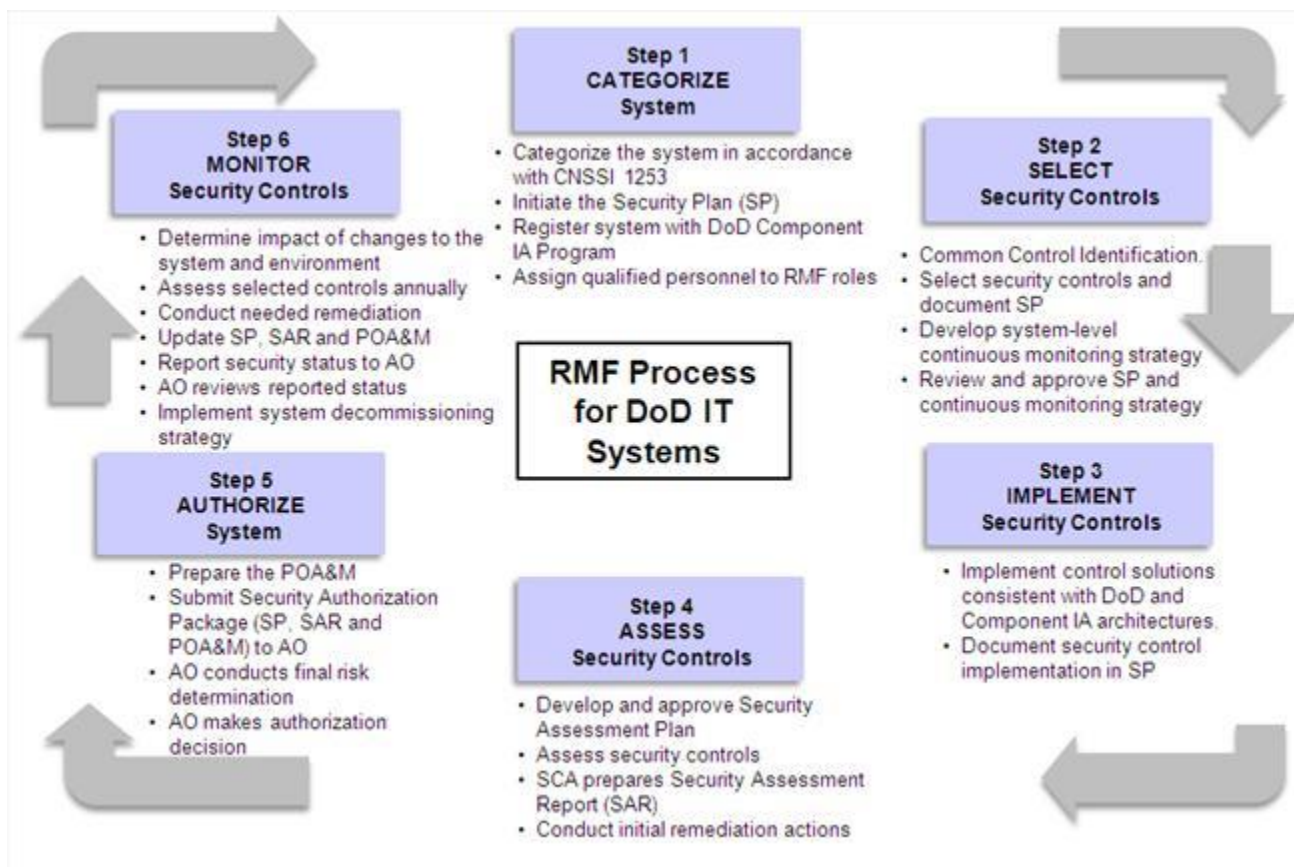 Step 1
CATEGORIZE
System
• Categorize the system in accordance
with CNSSI 1253
• Initiate the Security Plan (SP)
• Register system with DoD Component
IA Program
• Assign qualified personnel to RMF roles
Step 2
SELECT
Security Controls
• Common Control Identification.
• Select security controls and
document SP
• Develop system-level
continuous monitoring strategy
• Review and approve SP and
continuous monitoring strategy
Step 3
IMPLEMENT
Security Controls
• Implement control solutions
consistent with DoD and
Component IA architectures.
• Document security control
implementation in SP
Step 4
ASSESS
Security Controls
• Develop and approve Security
Assessment Plan
• Assess security controls
• SCA prepares Security Assessment
Report (SAR)
• Conduct initial remediation actions
Step 5
AUTHORIZE
System
• Prepare the POA&M
• Submit Security Authorization
Package (SP, SAR and
POA&M) to AO
• AO conducts final risk
determination
• AO makes authorization
decision
Step 6
MONITOR
Security Controls
• Determine impact of changes to the
system and environment
• Assess selected controls annually
• Conduct needed remediation
• Update SP, SAR and POA&M
• Report security status to AO
• AO reviews reported status
• Implement system decommissioning
strategy
RMF Process
for DoD IT
Systems